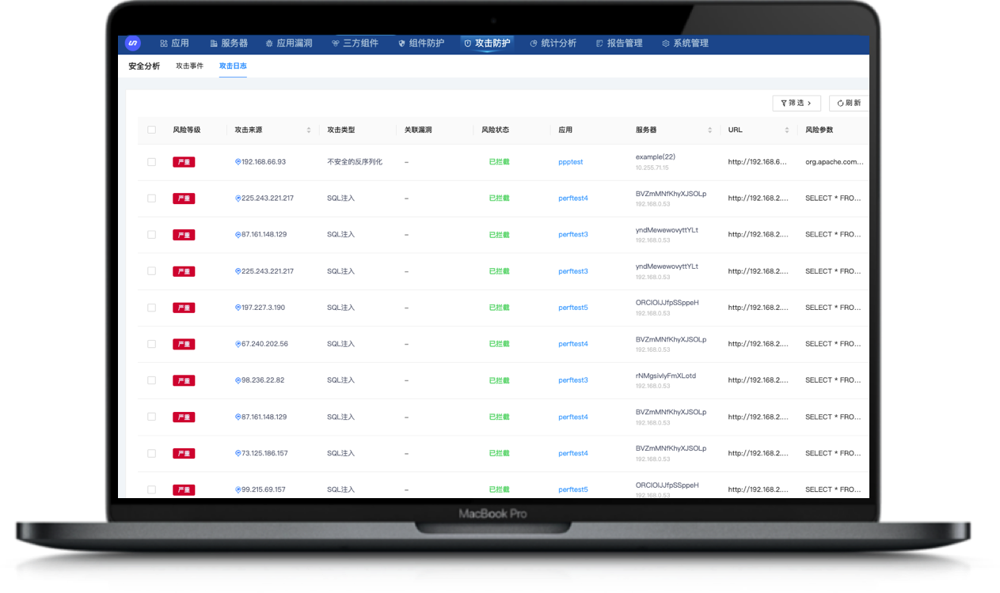 应用 服务器 应用漏洞 三方组件 组件防护 攻击防护 统计分析 报告管理 系统管理
安全分析 攻击事件 攻击日志
筛选 刷新
风险等级 攻击来源 攻击类型 关联漏洞 风险状态 应用 服务器 URL 风险参数
严重 192.168.66.93 不安全的反序列化 – 已拦截 ppptest example(22) http://192.168.6... org.apache.com...
10.255.71.15
严重 225.243.221.217 SQL注入 – 已拦截 perftest4 BVZmMNfKhyXJSOLp http://192.168.2.... SELECT * FRO...
192.168.0.53
严重 87.161.148.129 SQL注入 – 已拦截 perftest3 yndMewewovyttYLt http://192.168.2.... SELECT * FRO...
192.168.0.53
严重 225.243.221.217 SQL注入 – 已拦截 perftest3 yndMewewovyttYLt http://192.168.2.... SELECT * FRO...
192.168.0.53
严重 197.227.3.190 SQL注入 – 已拦截 perftest5 http://192.168.2.... SELECT * FRO...
192.168.0.53
严重 67.240.202.56 SQL注入 – 已拦截 perftest4 BVZmMNfKhyXJSOLp http://192.168.2.... SELECT * FRO...
192.168.0.53
严重 98.236.22.82 SQL注入 – 已拦截 perftest3 http://192.168.2.... SELECT * FRO...
192.168.0.53
严重 87.161.148.129 SQL注入 – 已拦截 perftest4 BVZmMNfKhyXJSOLp http://192.168.2.... SELECT * FRO...
192.168.0.53
严重 73.125.186.157 SQL注入 – 已拦截 perftest4 BVZmMNfKhyXJSOLp http://192.168.2.... SELECT * FRO...
192.168.0.53
严重 99.215.69.157 SQL注入 – 已拦截 perftest5 http://192.168.2.... SELECT * FRO...
192.168.0.53
MacBook Pro